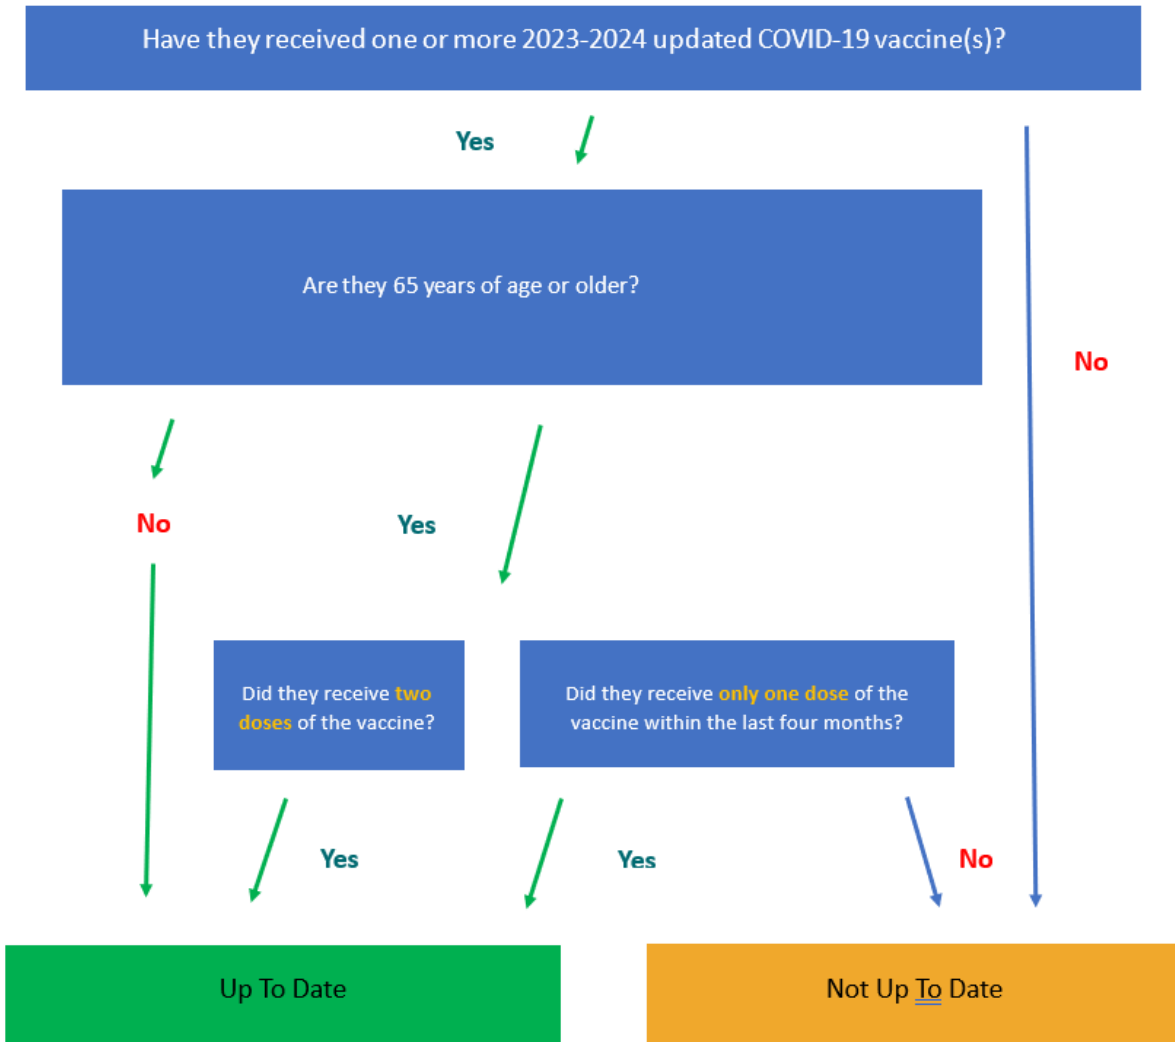 Have they received one or more 2023-2024 updated COVID-19 vaccine(s)?
Yes
Are they 65 years of age or older?
No
No
Yes
Did they receive two
doses of the vaccine?
Did they receive only one dose of the
vaccine within the last four months?
Yes
Yes
No
Up To Date
Not Up To Date